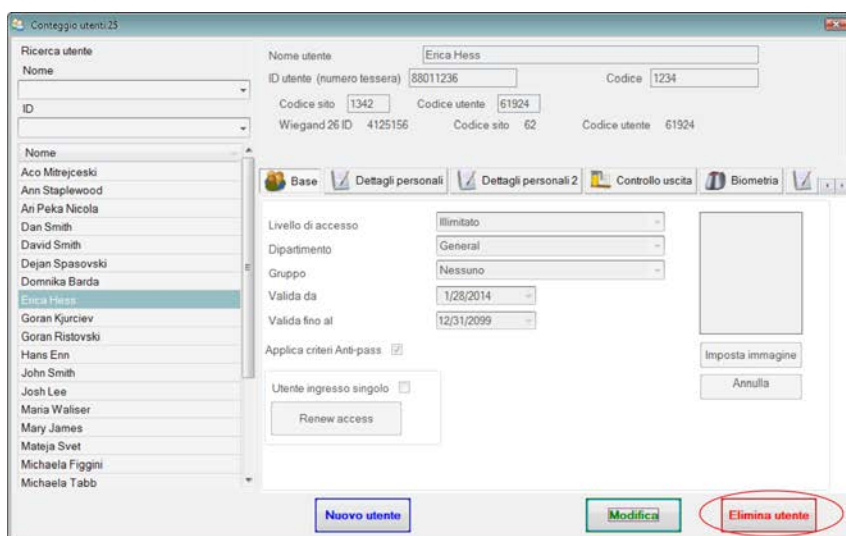 Conteggio utenti 25
Ricerca utente
Nome
ID
Nome
Aco Mitrejceski
Ann Staplewood
Ari Peka Nicola
Dan Smith
David Smith
Dejan Spasovski
Domnika Barda
Erica Hess
Goran Kjurciev
Goran Ristovski
Hans Enn
John Smith
Josh Lee
Maria Waliser
Mary James
Mateja Svet
Michaela Figgini
Michaela Tabb
Nome utente Erica Hess
ID utente (numero tessera) 88011236 Codice 1234
Codice sito 1342 Codice utente 61924
Wiegand 26 ID 4125156 Codice sito 62 Codice utente 61924
Base Dettagli personali Dettagli personali 2 Controllo uscita Biometria
Livello di accesso Illimitato
Dipartimento General
Gruppo Nessuno
Valida da 1/28/2014
Valida fino al 12/31/2099
Applica criteri Anti-pass
Utente ingresso singolo
Renew access
Imposta immagine
Annulla
Nuovo utente Modifica Elimina utente